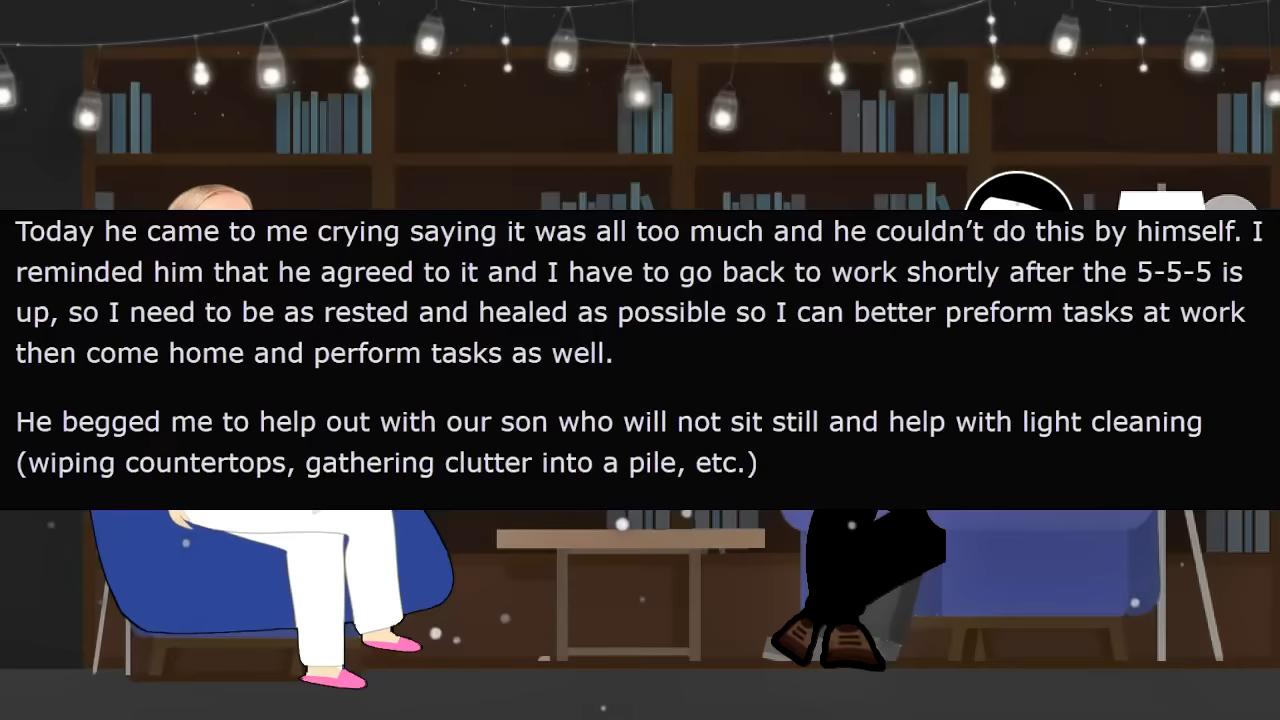 Today he came to me crying saying it was all too much and he couldn’t do this by himself. I
reminded him that he agreed to it and I have to go back to work shortly after the 5-5-5 is
up, so I need to be as rested and healed as possible so I can better preform tasks at work
then come home and perform tasks as well.
He begged me to help out with our son who will not sit still and help with light cleaning
(wiping countertops, gathering clutter into a pile, etc.)